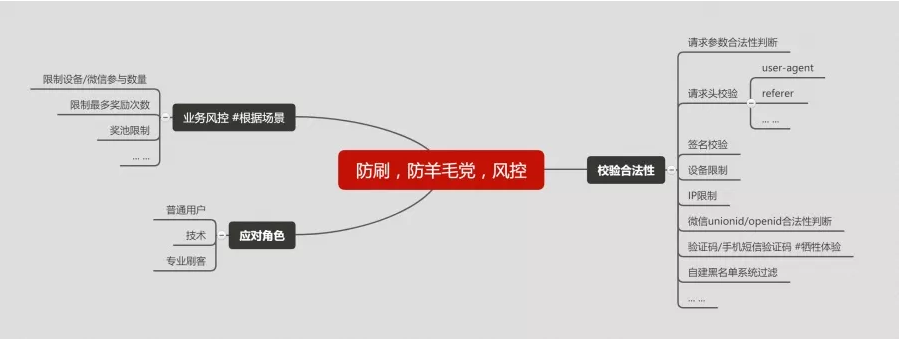 防刷，防羊毛党，风控
业务风控 #根据场景
限制设备/微信参与数量
限制最多奖励次数
奖池限制
... ...
应对角色
普通用户
技术
专业刷客
校验合法性
请求参数合法性判断
请求头校验
user-agent
referer
... ...
签名校验
设备限制
IP限制
微信unionid/openid合法性判断
验证码/手机短信验证码 #牺牲体验
自建黑名单系统过滤
... ...